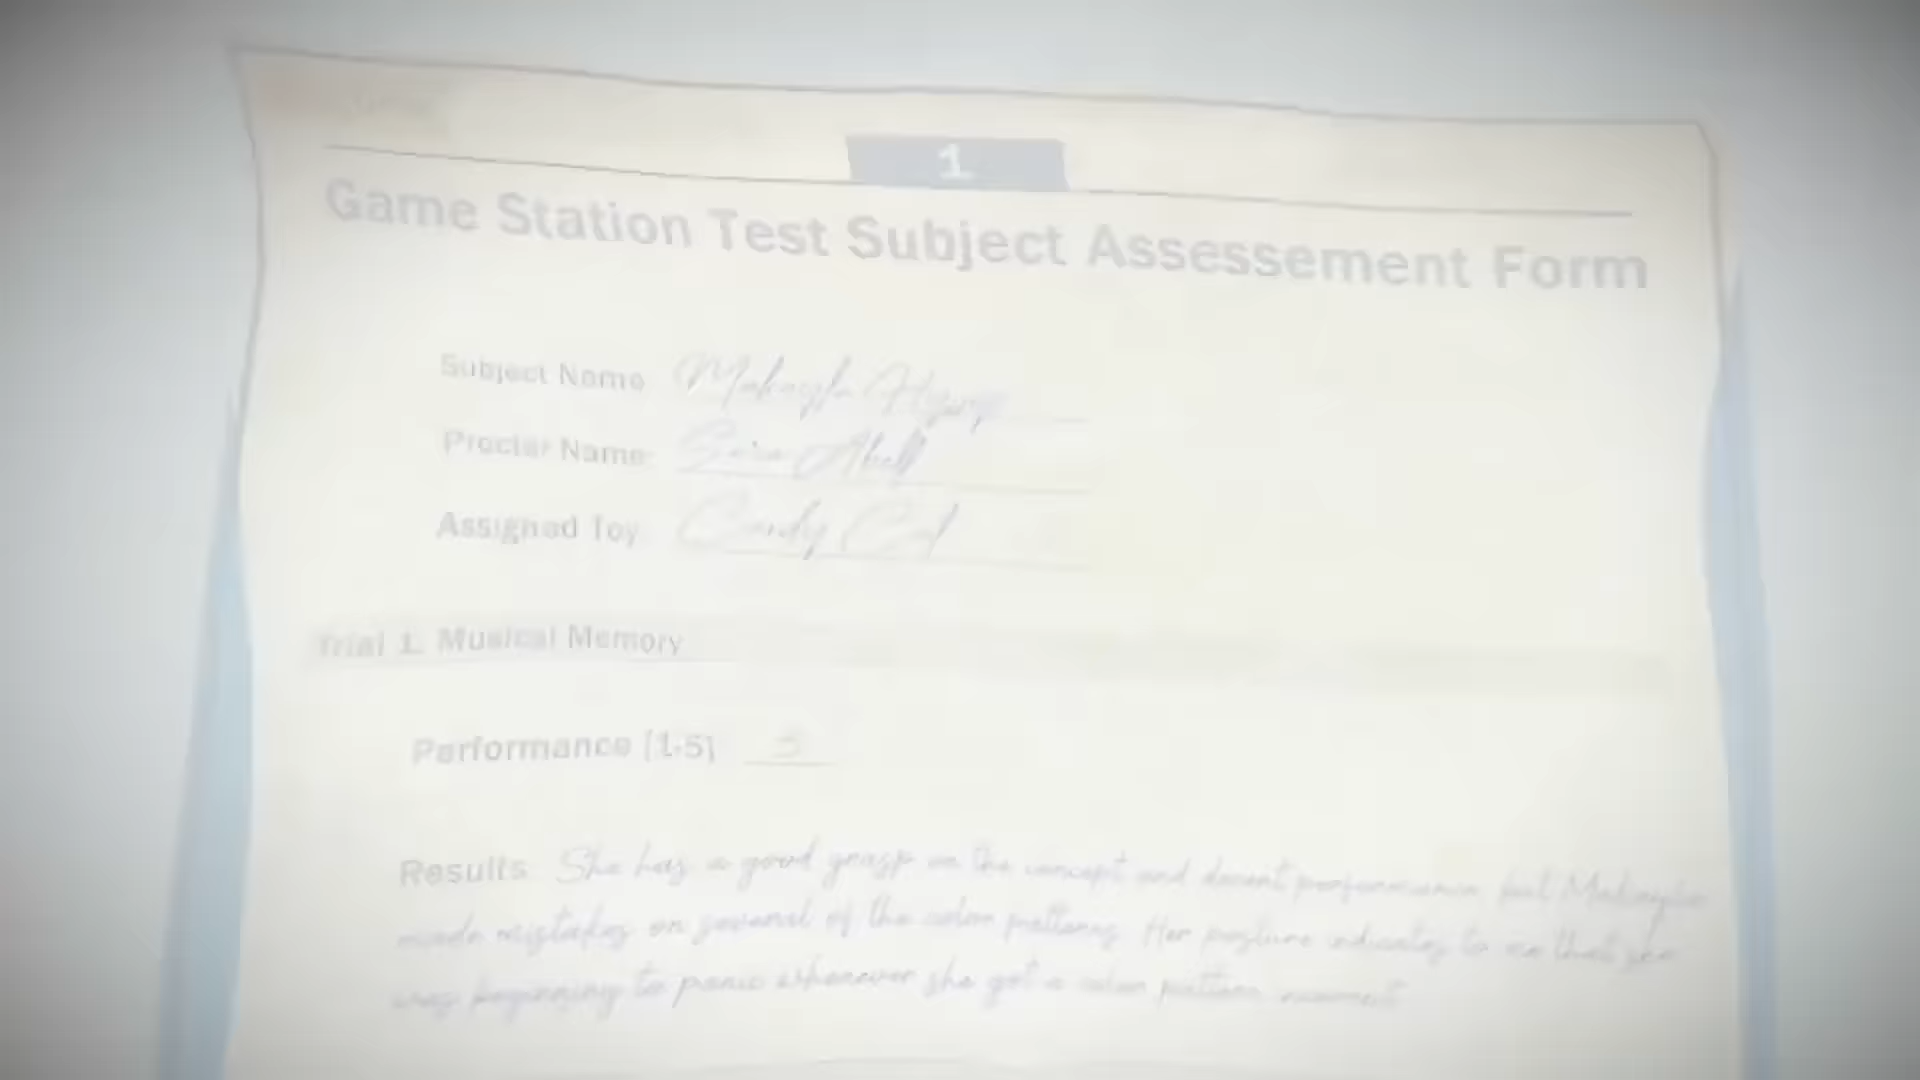 1
Game Station Test Subject Assessement Form
Subject Name: Makayla
Procter Name: Abell
Assigned Toy: Candy Cat
Trial 1. Musical Memory
Performance (1-5) 3
Results: She has a good grasp on the concept and decent performance but Makayla
made mistakes on several of the color patterns. Her posture indicates to me that she
was beginning to panic whenever she got a color pattern incorrect